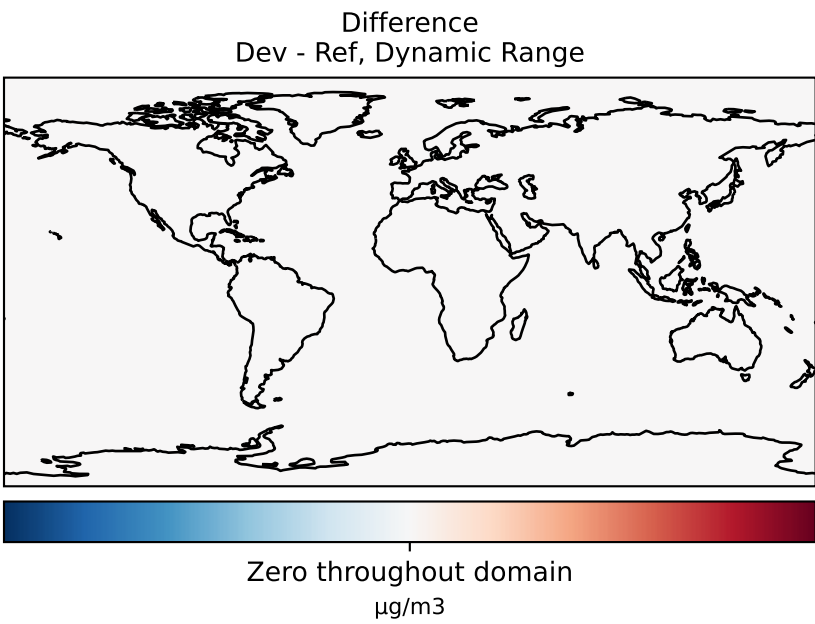 Difference
Dev - Ref, Dynamic Range
Zero throughout domain
μg/m3